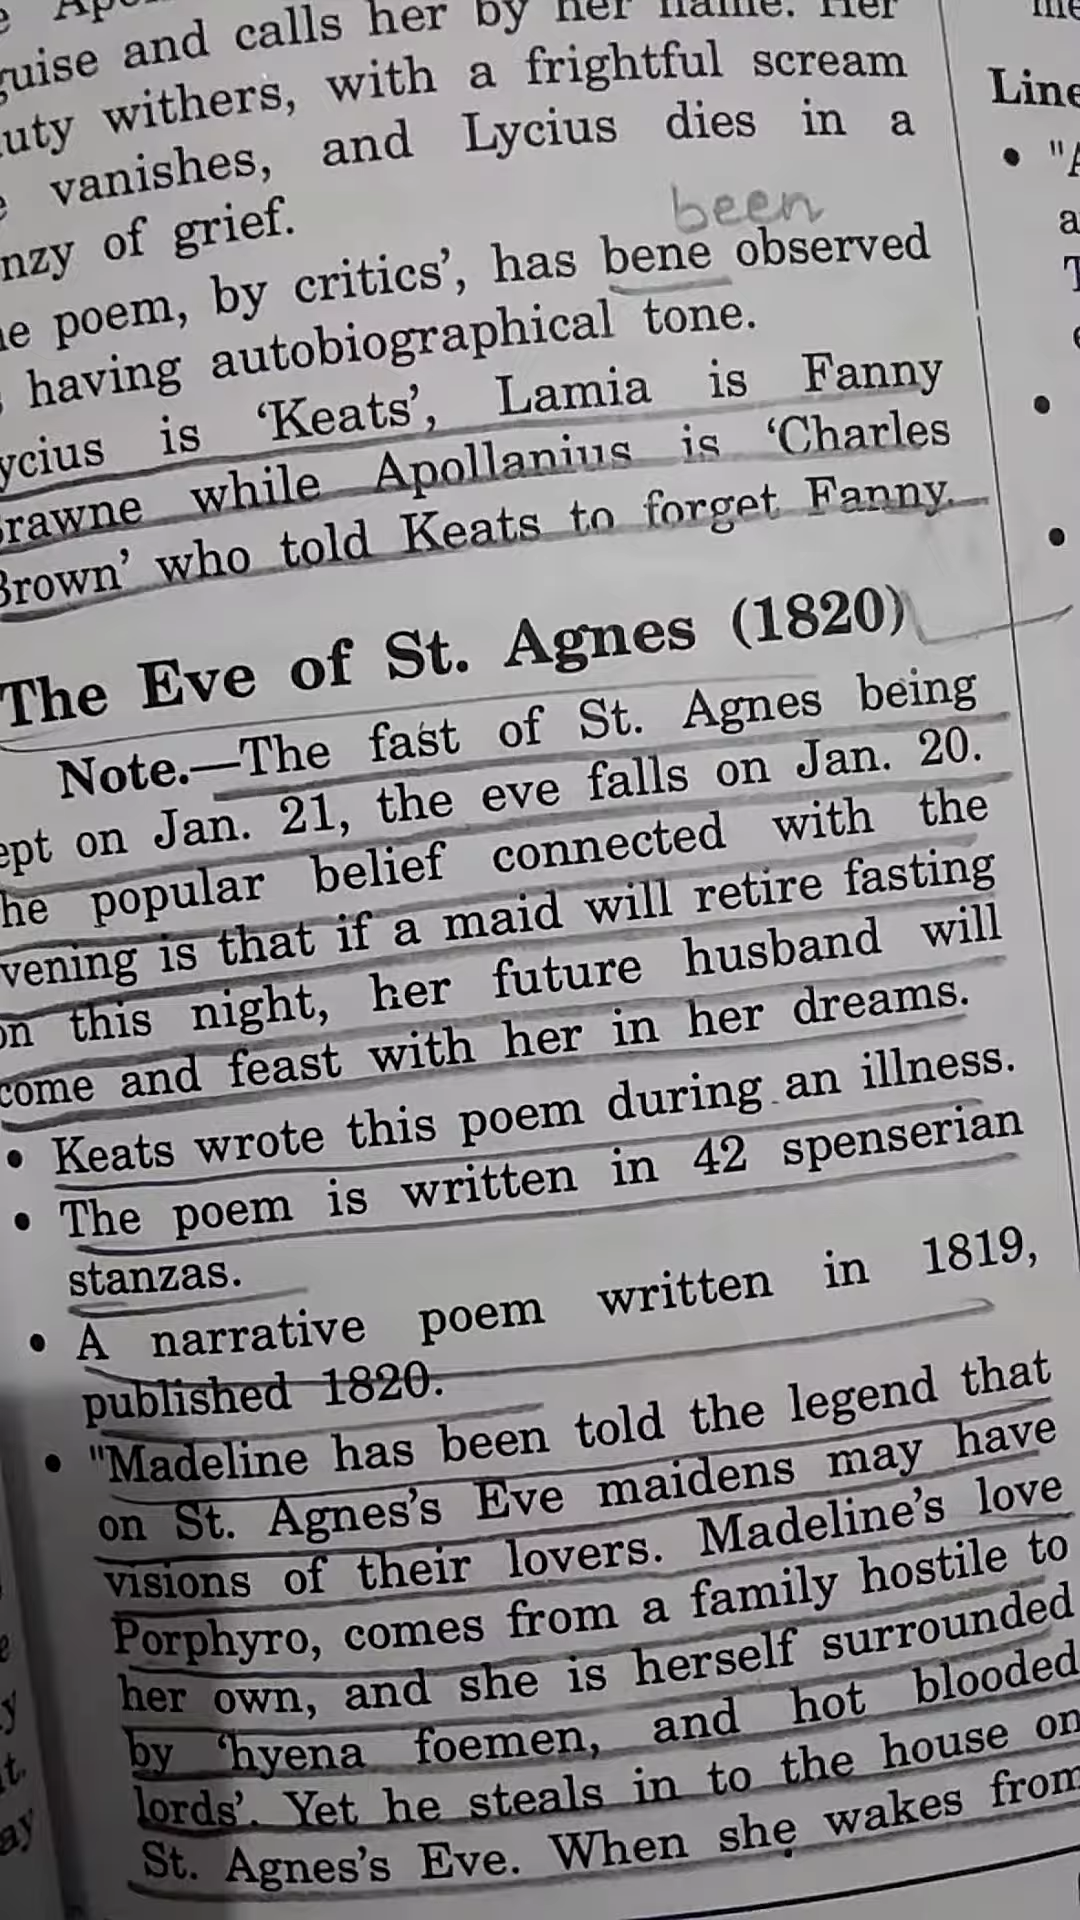 guise and calls her by her name. Her
uty withers, with a frightful scream
vanishes, and Lycius dies in a
nzy of grief.
been
e poem, by critics', has bene observed
having autobiographical tone.
ycius is 'Keats', Lamia is Fanny
rawne while Apollanius is 'Charles
Brown' who told Keats to forget Fanny.
The Eve of St. Agnes (1820)
Note.—The fast of St. Agnes being
ept on Jan. 21, the eve falls on Jan. 20.
he popular belief connected with the
vening is that if a maid will retire fasting
on this night, her future husband will
come and feast with her in her dreams.
• Keats wrote this poem during an illness.
• The poem is written in 42 spenserian
stanzas.
• A narrative poem written in 1819,
published 1820.
• "Madeline has been told the legend that
on St. Agnes's Eve maidens may have
visions of their lovers. Madeline's love
Porphyro, comes from a family hostile to
her own, and she is herself surrounded
by 'hyena foemen, and hot blooded
lords'. Yet he steals in to the house on
St. Agnes's Eve. When she wakes from
Line
• "A
a
T